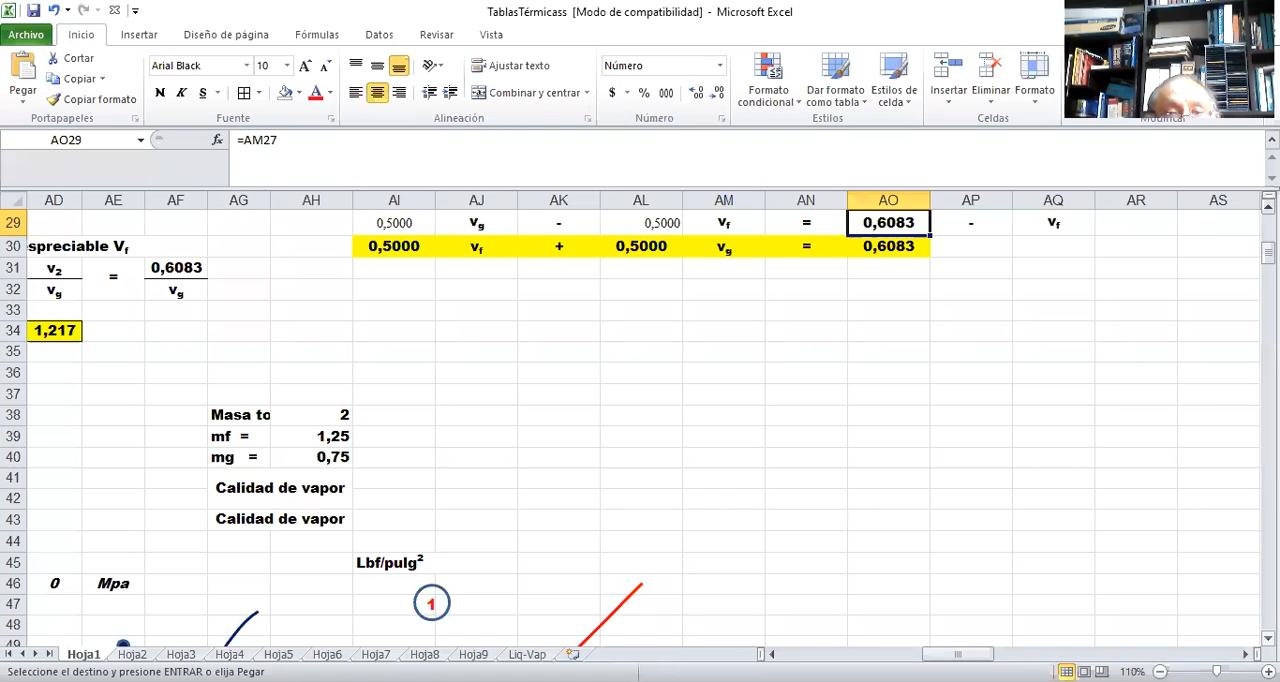 TablasTérmicass [Modo de compatibilidad] - Microsoft Excel
Archivo Inicio Insertar Diseño de página Fórmulas Datos Revisar Vista
Pegar
Cortar
Copiar
Copiar formato
Portapapeles
Arial Black 10
N K S
Fuente
Ajustar texto
Combinar y centrar
Alineación
Número
$ % 000
Número
Formato condicional
Dar formato como tabla
Estilos de celda
Estilos
Insertar Eliminar Formato
Celdas
Modificar
AO29 fx =AM27
AD AE AF AG AH AI AJ AK AL AM AN AO AP AQ AR AS
29 0,5000 vg - 0,5000 vf = 0,6083 - vf
30 spreciable Vf 0,5000 vf + 0,5000 vg = 0,6083
31 v2 = 0,6083
32 vg vg
33
34 1,217
35
36
37
38 Masa to 2
39 mf = 1,25
40 mg = 0,75
41
Calidad de vapor
42
43 Calidad de vapor
44
45 Lbf/pulg²
46 0 Mpa
47 1
48
49
Hoja1 Hoja2 Hoja3 Hoja4 Hoja5 Hoja6 Hoja7 Hoja8 Hoja9 Liq-Vap
Seleccione el destino y presione ENTRAR o elija Pegar 110%